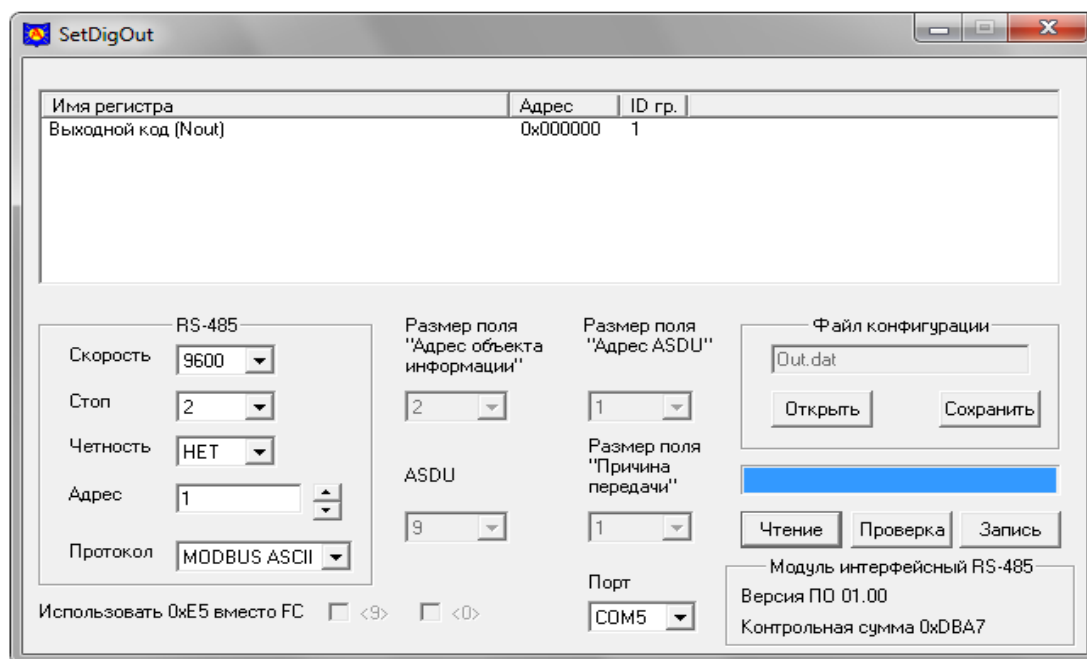 SetDigOut
Имя регистра Адрес ID гр.
Выходной код (Nout) 0x000000 1
RS-485
Скорость 9600
Стоп 2
Четность НЕТ
Адрес 1
Протокол MODBUS ASCII
Использовать 0xE5 вместо FC <9> <0>
Размер поля
"Адрес объекта
информации"
2
ASDU
9
Размер поля
"Адрес ASDU"
1
Размер поля
"Причина
передачи"
1
Порт
COM5
Файл конфигурации
Out.dat
Открыть Сохранить
Чтение Проверка Запись
Модуль интерфейсный RS-485
Версия ПО 01.00
Контрольная сумма 0xDBA7